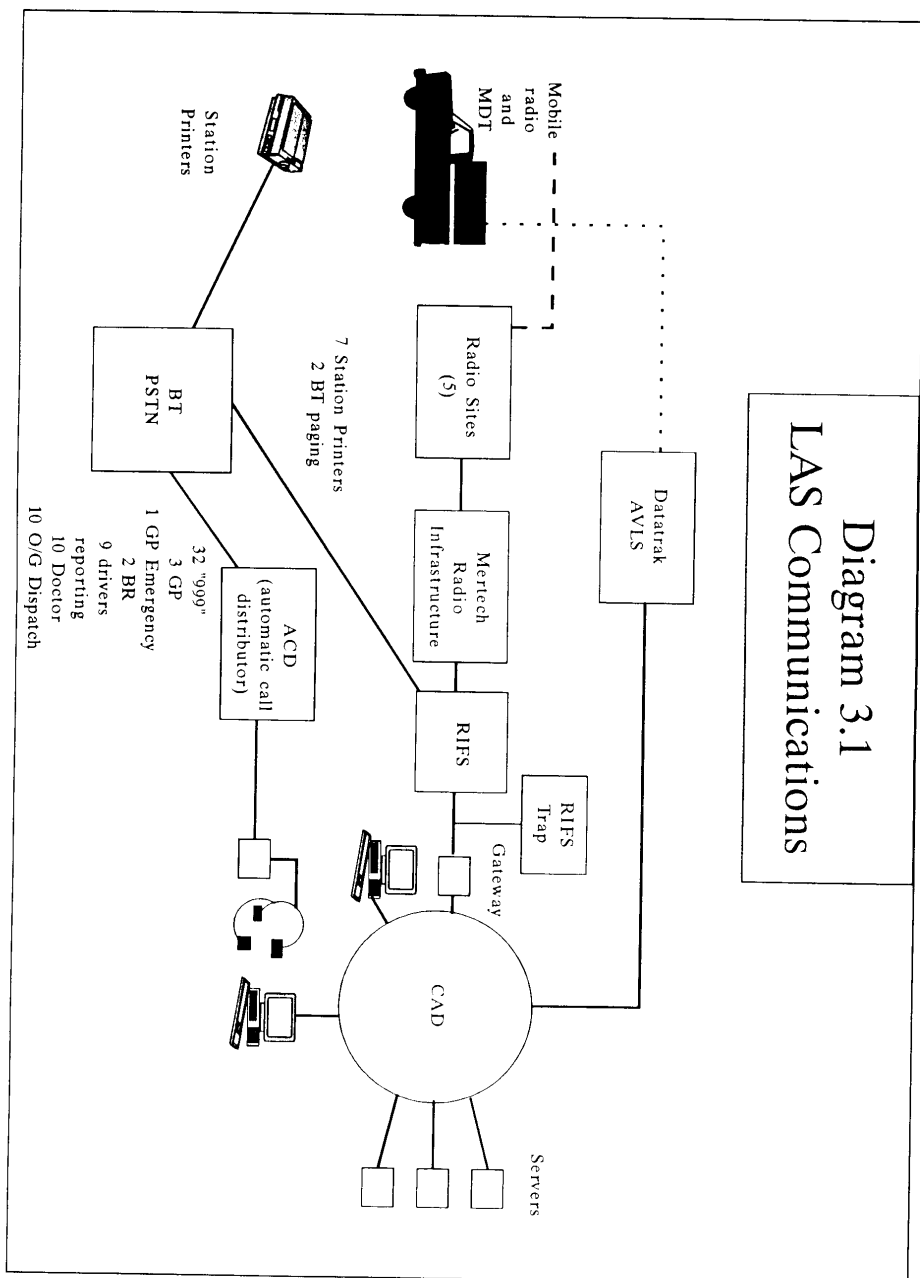 Diagram 3.1
LAS Communications
Mobile
radio
and
MDT
Datatrak
AVLS
Radio Sites
(5)
Mertech
Radio
Infrastructure
RIFS
RIFS
Trap
Gateway
CAD
Servers
7 Station Printers
2 BT paging
Station
Printers
BT
PSTN
ACD
(automatic call
distributor)
32 "999"
3 GP
1 GP Emergency
2 BR
9 drivers
reporting
10 Doctor
10 O/G Dispatch